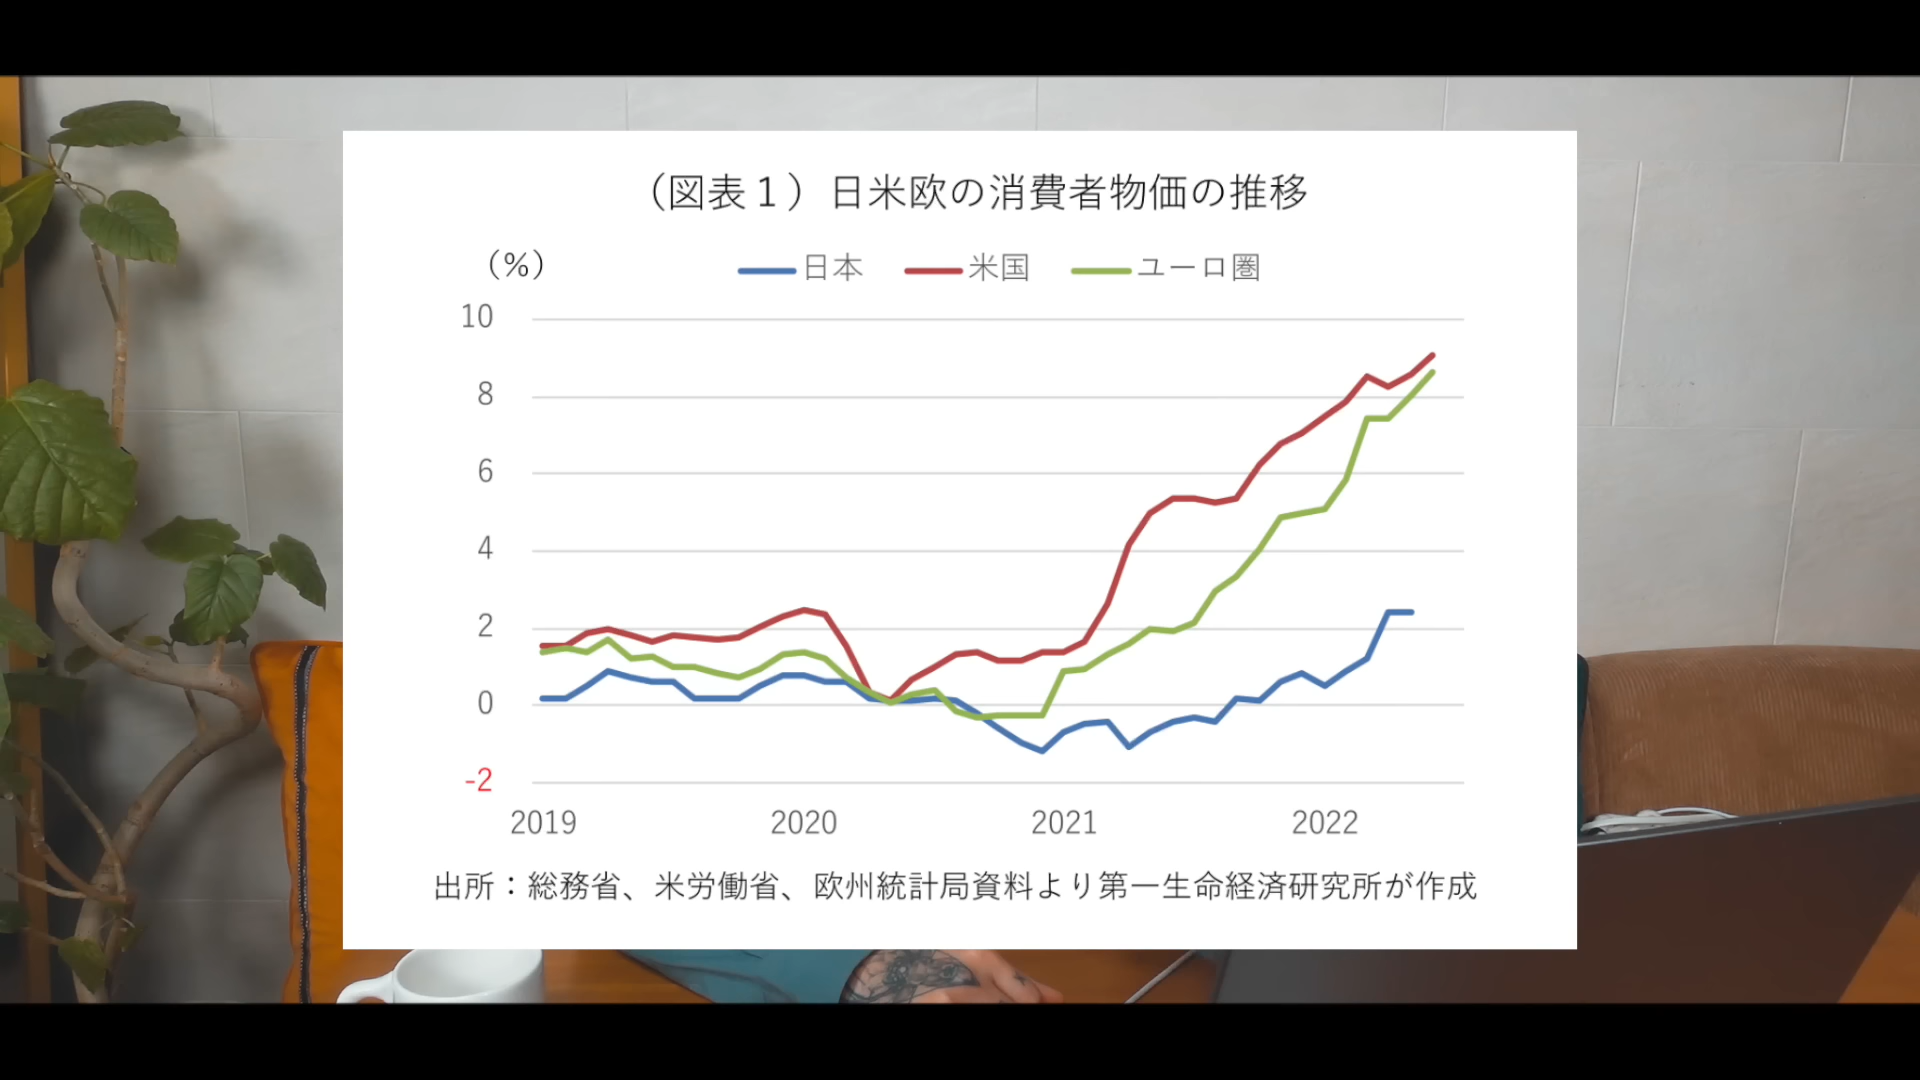 （図表１）日米欧の消費者物価の推移
（%）
日本 米国 ユーロ圏
10
8
6
4
2
0
-2
2019 2020 2021 2022
出所：総務省、米労働省、欧州統計局資料より第一生命経済研究所が作成